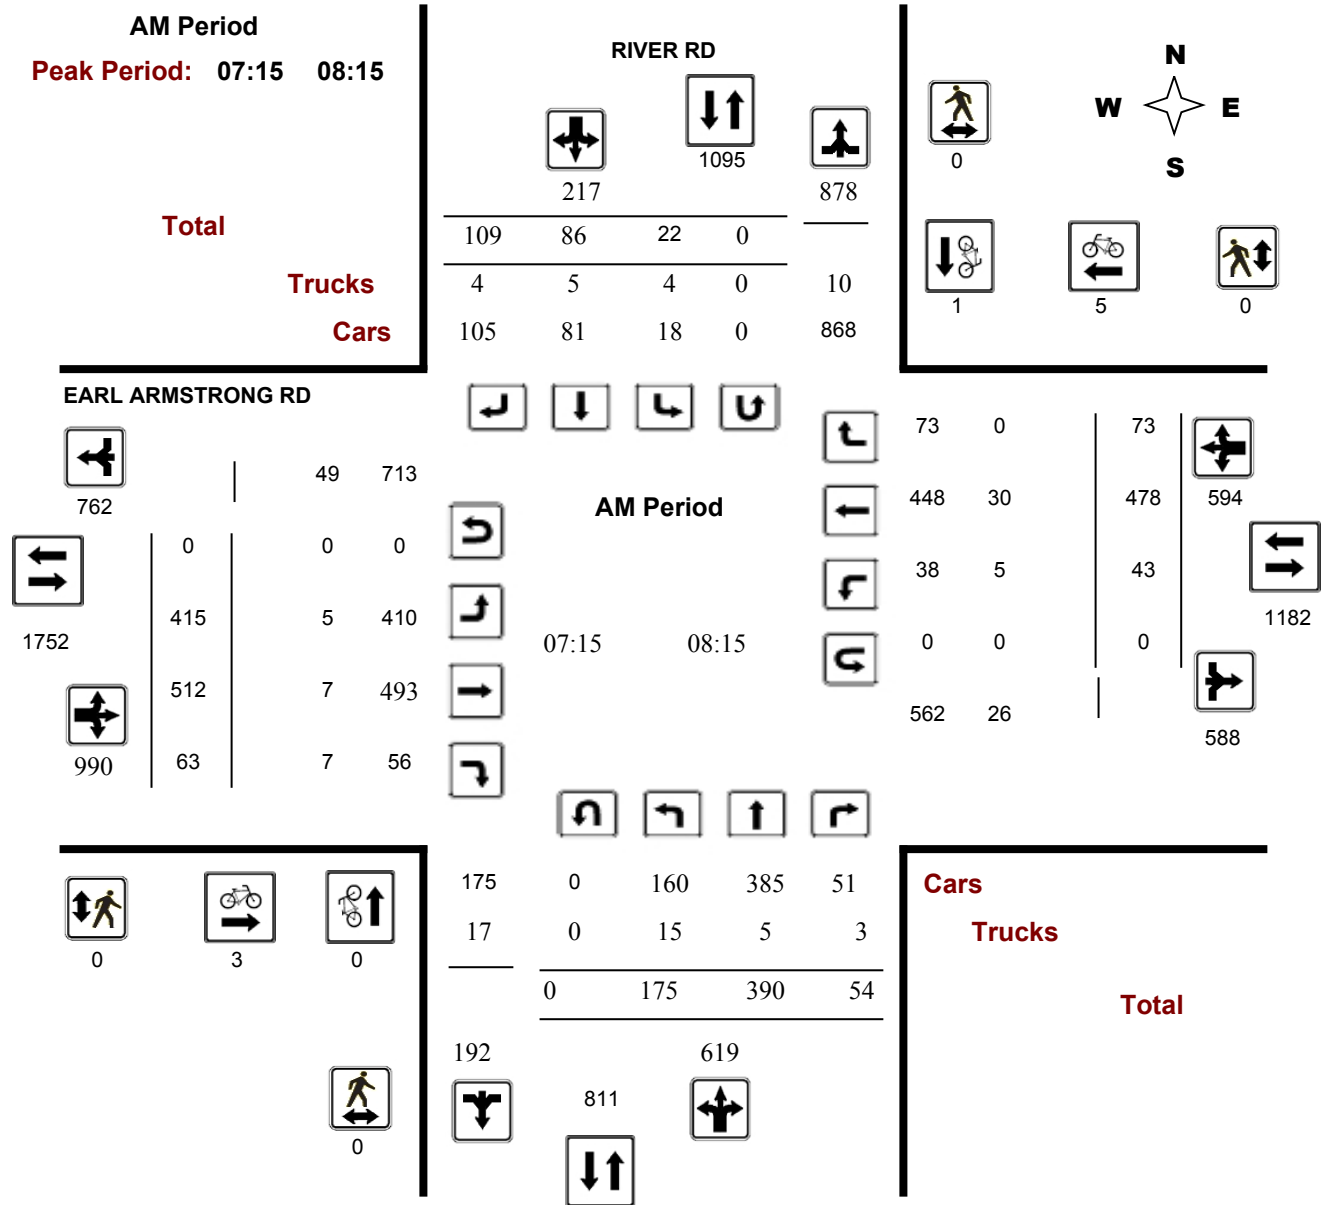 AM Period
Peak Period: 07:15 08:15
RIVER RD
N
W E
S
1095
0
217
878
Total
109 86 22 0
Trucks
4 5 4 0 10
1 5 0
Cars
105 81 18 0 868
EARL ARMSTRONG RD
73 0 73
49 713
762
AM Period
448 30 478 594
0 0 0
38 5 43
415 5 410
1182
1752
07:15 08:15
0 0 0
512 7 493
562 26
588
990
63 7 56
175 0 160 385 51
Cars
17 0 15 5 3
Trucks
0 3 0
0 175 390 54
Total
192 619
811
0